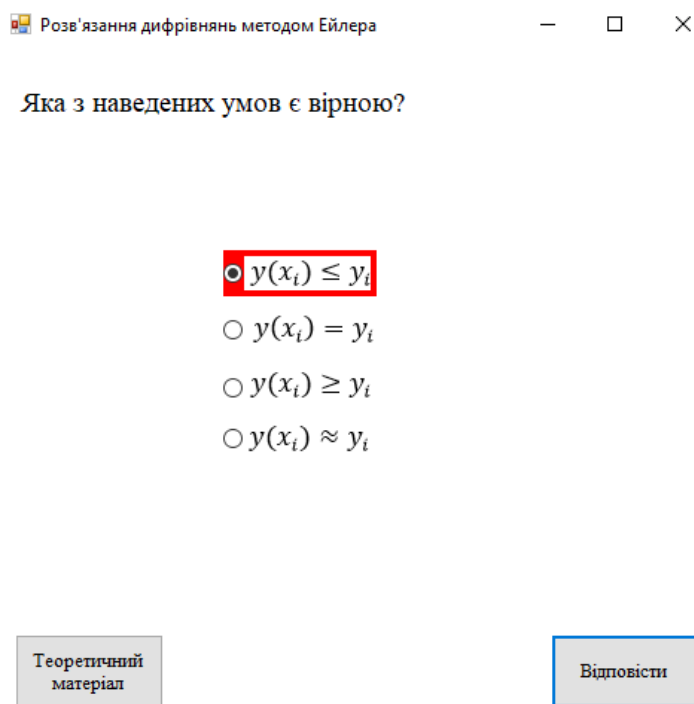 Розв'язання дифрівнянь методом Ейлера
Яка з наведених умов є вірною?
y(xᵢ) ≤ yᵢ
y(xᵢ) = yᵢ
y(xᵢ) ≥ yᵢ
y(xᵢ) ≈ yᵢ
Теоретичний
матеріал
Відповісти